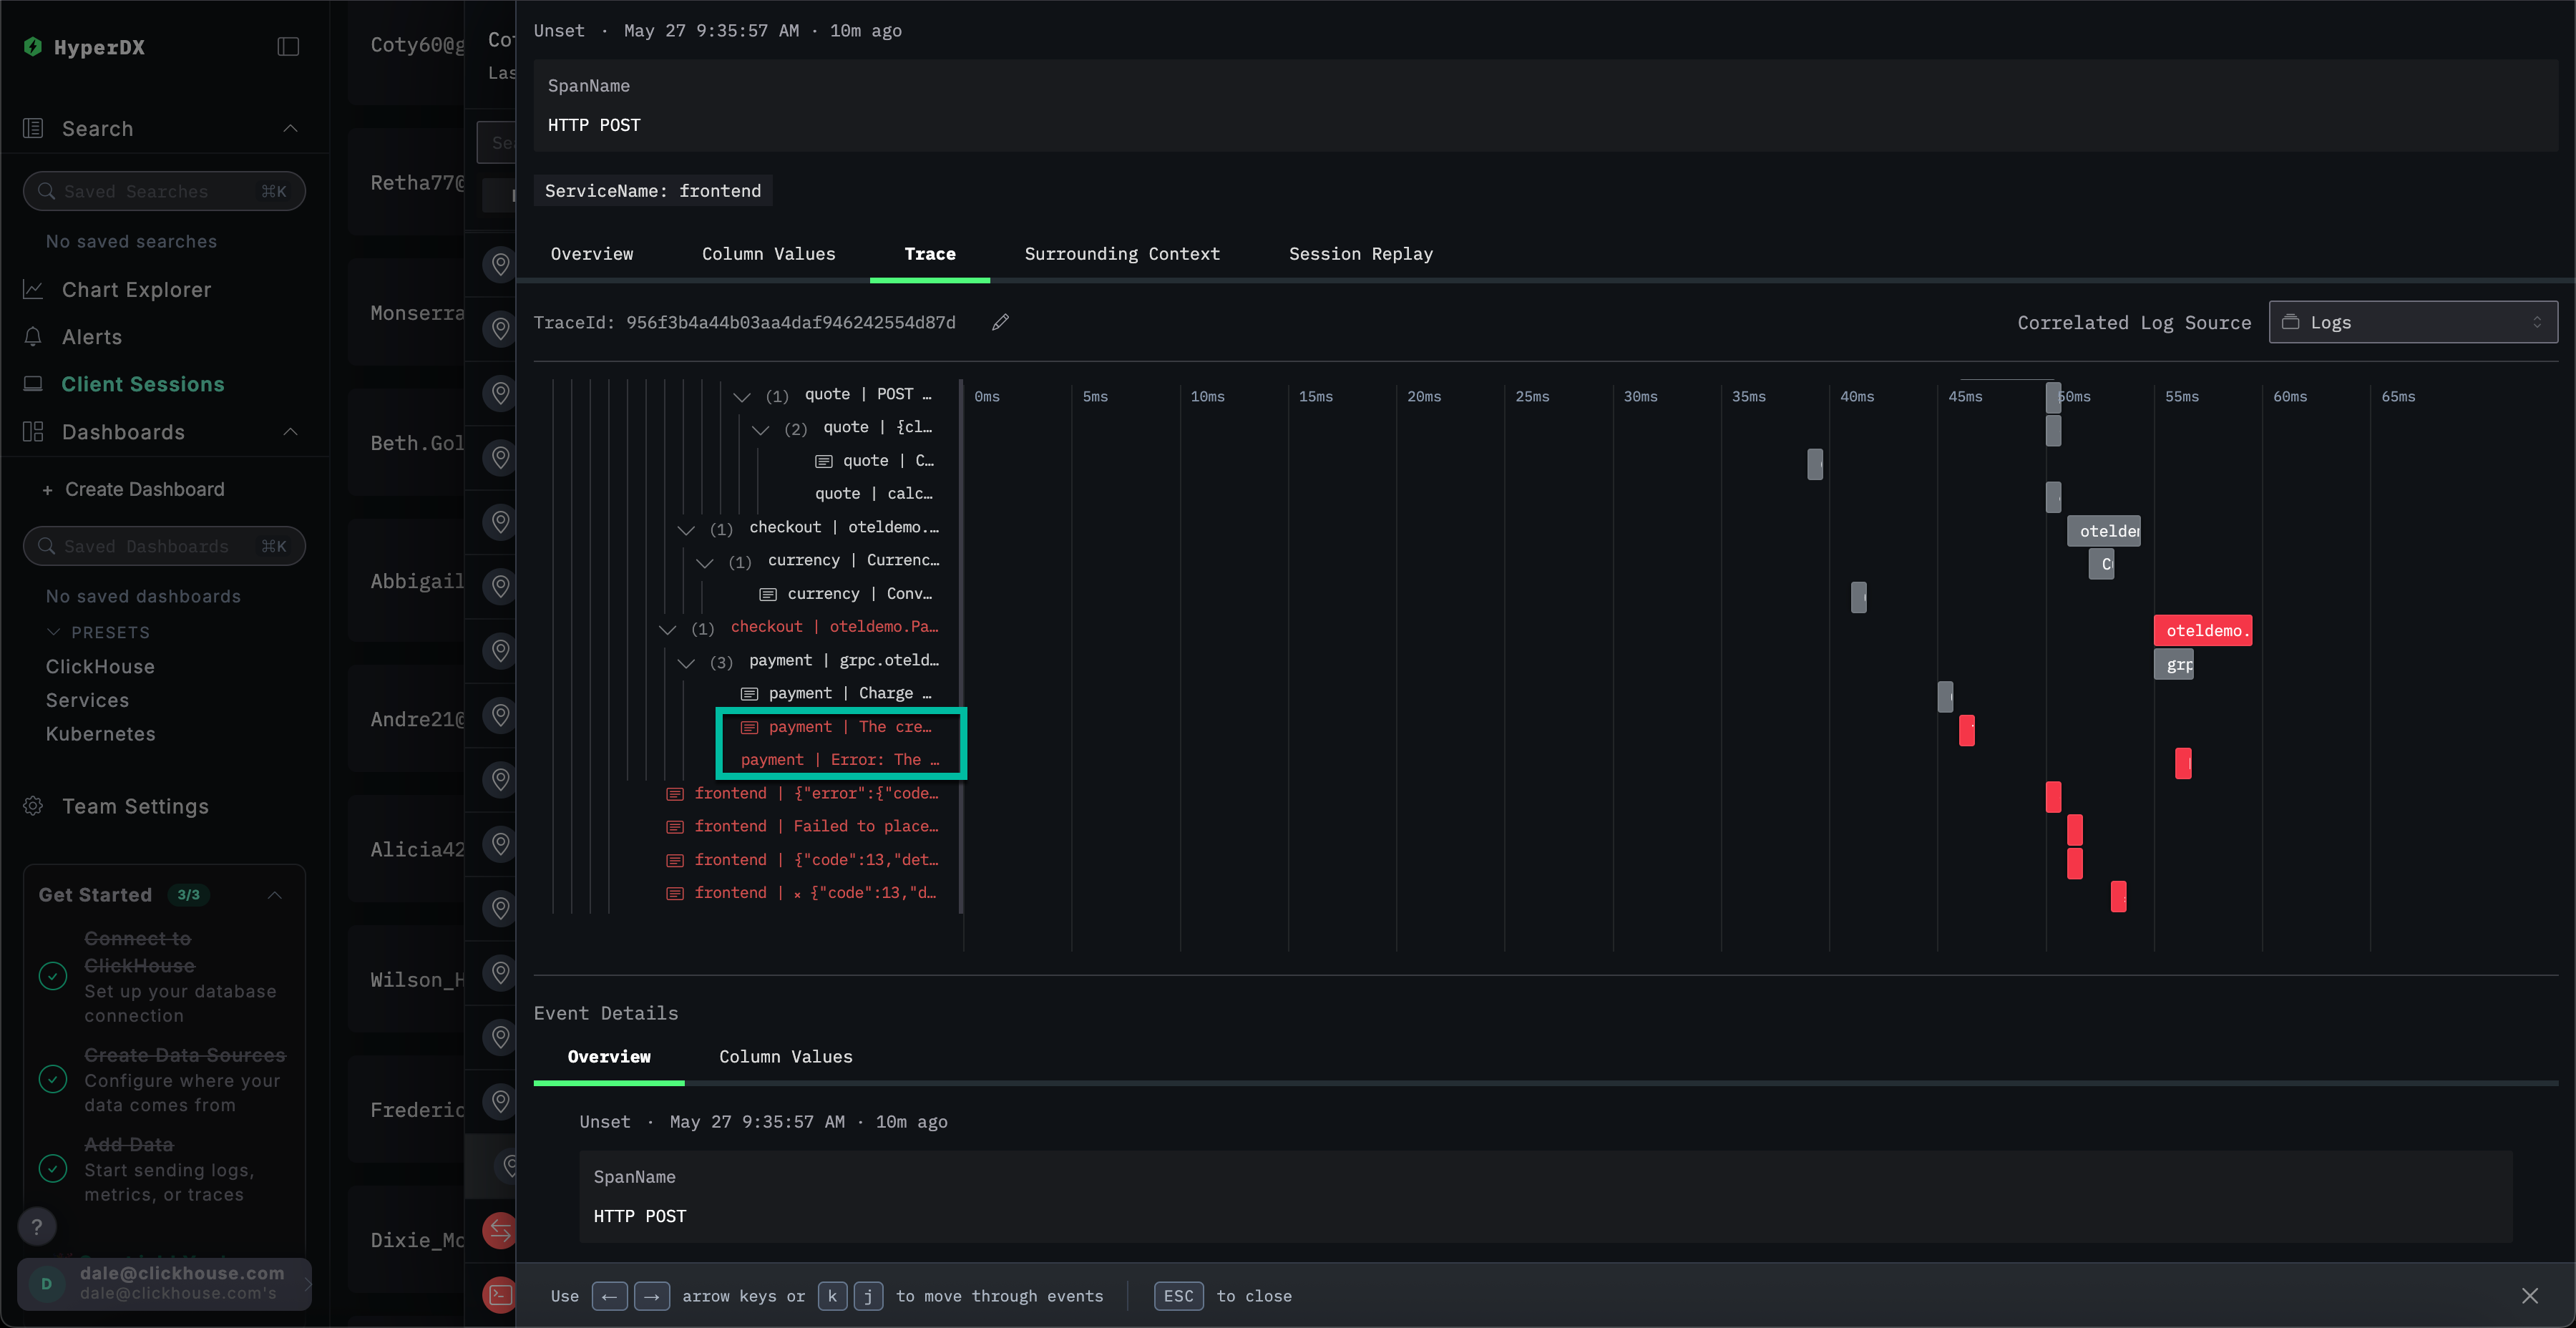 HyperDX
Search
Saved Searches ⌘K
No saved searches
Chart Explorer
Alerts
Client Sessions
Dashboards
+ Create Dashboard
Saved Dashboards ⌘K
No saved dashboards
PRESETS
ClickHouse
Services
Kubernetes
Team Settings
Get Started 3/3
Connect to
ClickHouse
Set up your database
connection
Create Data Sources
Configure where your
data comes from
Add Data
Start sending logs,
metrics, or traces
?
D
dale@clickhouse.com
dale@clickhouse.com's
Coty60@g
Retha77@
Monserra
Beth.Gol
Abbigail
Andre21@
Alicia42
Wilson_H
Frederic
Dixie_Mc
Cot
Las
Sea
Unset · May 27 9:35:57 AM · 10m ago
SpanName
HTTP POST
ServiceName: frontend
Overview Column Values Trace Surrounding Context Session Replay
TraceId: 956f3b4a44b03aa4daf946242554d87d
Correlated Log Source Logs
0ms 5ms 10ms 15ms 20ms 25ms 30ms 35ms 40ms 45ms 50ms 55ms 60ms 65ms
(1) quote | POST …
(2) quote | {cl…
quote | C…
quote | calc…
(1) checkout | oteldemo.… otelder
(1) currency | Currenc… C
currency | Conv…
(1) checkout | oteldemo.Pa… oteldemo.
(3) payment | grpc.oteld… grp
payment | Charge …
payment | The cre…
payment | Error: The …
frontend | {"error":{"code…
frontend | Failed to place…
frontend | {"code":13,"det…
frontend | × {"code":13,"d…
Event Details
Overview Column Values
Unset · May 27 9:35:57 AM · 10m ago
SpanName
HTTP POST
Use ← → arrow keys or k j to move through events ESC to close